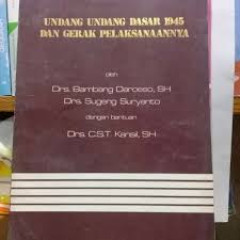 UNDANG UNDANG DASAR 1945
DAN GERAK PELAKSANAANNYA
oleh
Drs. Bambang Daroeso, SH
Drs. Sugeng Suryanto
dengan bantuan
Drs. C.S.T. Kansil, SH